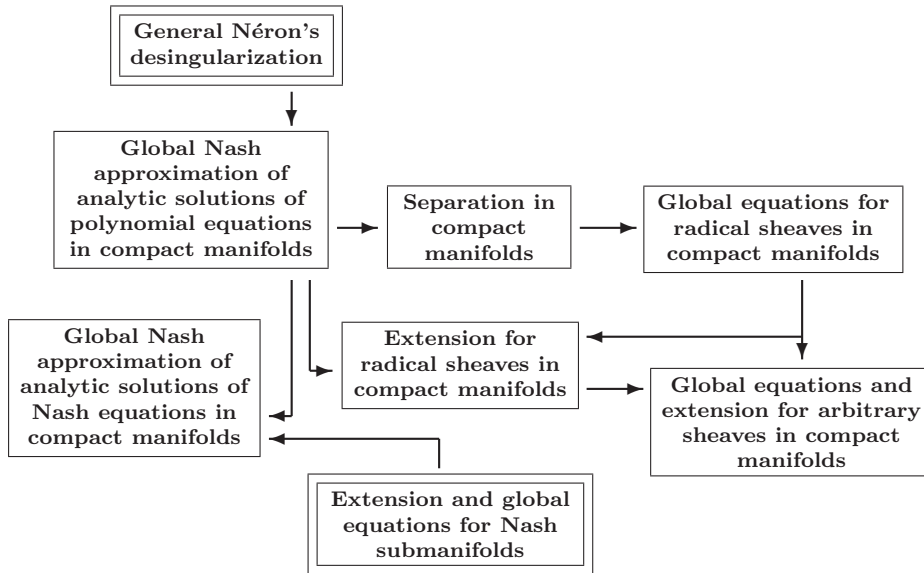 General Néron's
desingularization
Global Nash
approximation of
analytic solutions of
polynomial equations
in compact manifolds
Separation in
compact
manifolds
Global equations for
radical sheaves in
compact manifolds
Global Nash
approximation of
analytic solutions of
Nash equations in
compact manifolds
Extension for
radical sheaves in
compact manifolds
Global equations and
extension for arbitrary
sheaves in compact
manifolds
Extension and global
equations for Nash
submanifolds